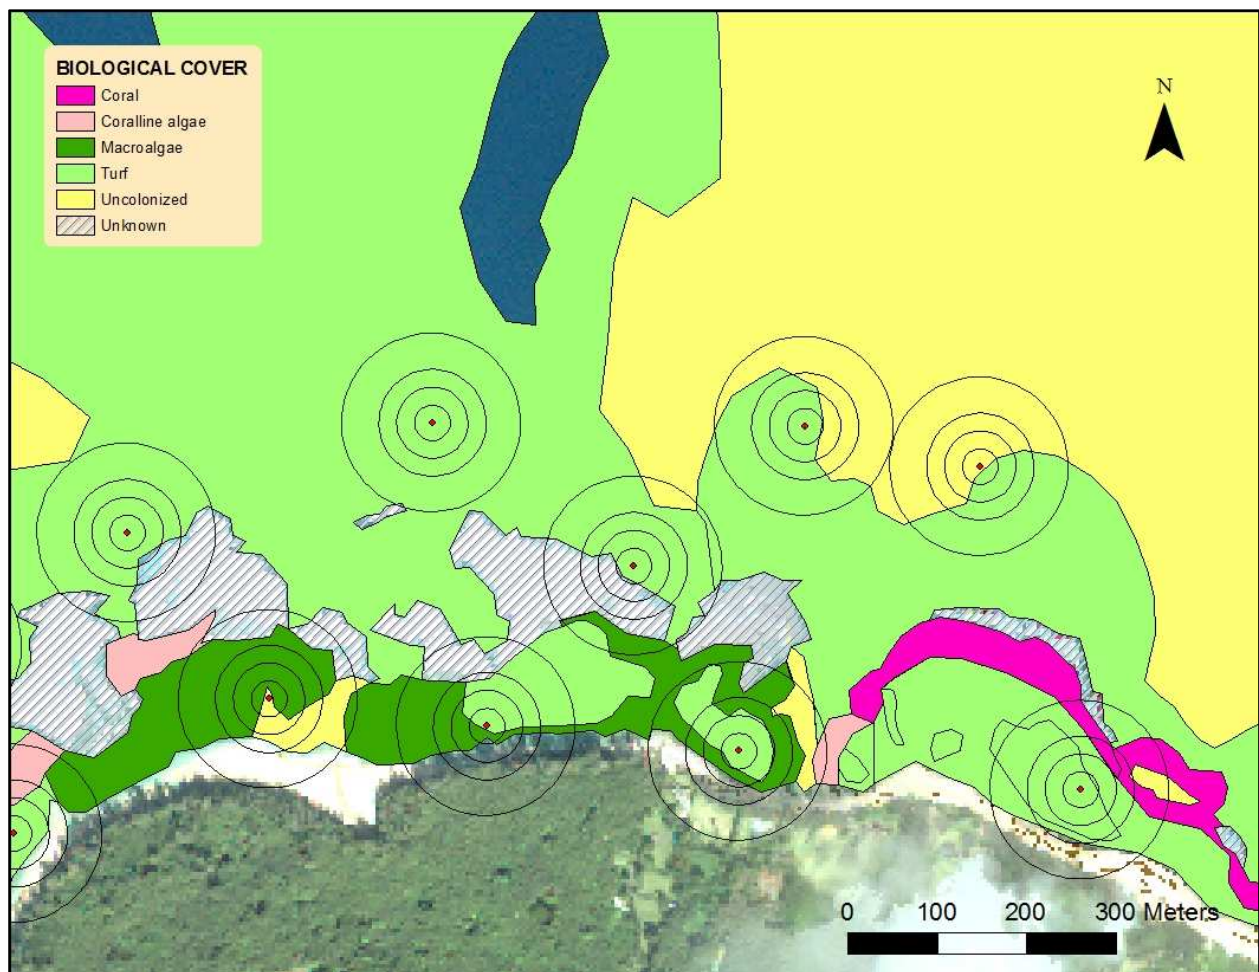 BIOLOGICAL COVER
Coral
Coralline algae
Macroalgae
Turf
Uncolonized
Unknown
N
0 100 200 300 Meters